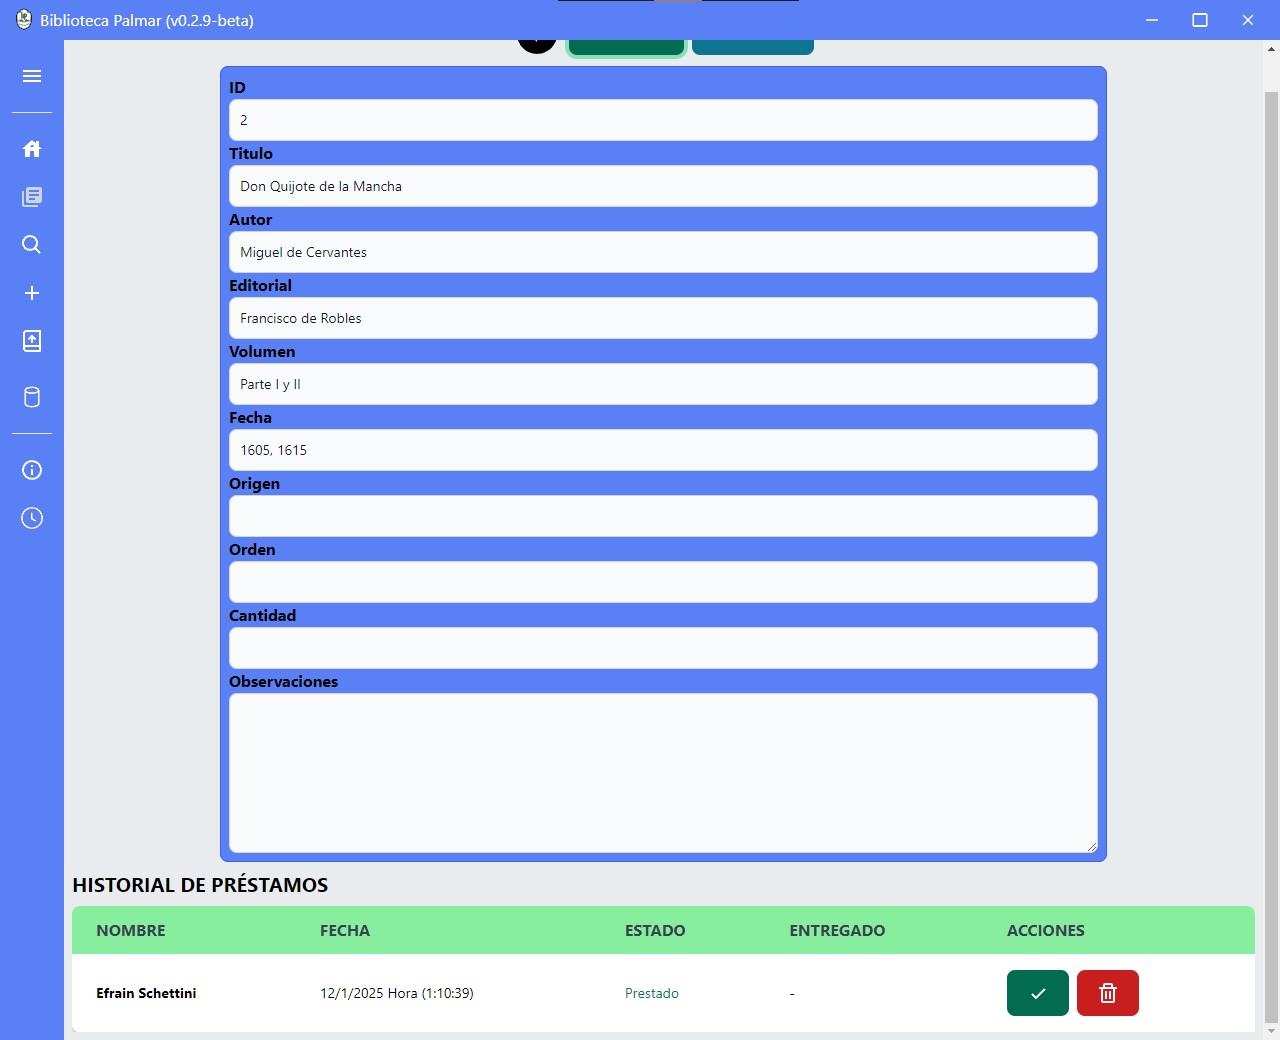 Biblioteca Palmar (v0.2.9-beta)
ID
2
Titulo
Don Quijote de la Mancha
Autor
Miguel de Cervantes
Editorial
Francisco de Robles
Volumen
Parte I y II
Fecha
1605, 1615
Origen
Orden
Cantidad
Observaciones
HISTORIAL DE PRÉSTAMOS
NOMBRE FECHA ESTADO ENTREGADO ACCIONES
Efrain Schettini 12/1/2025 Hora (1:10:39) Prestado -